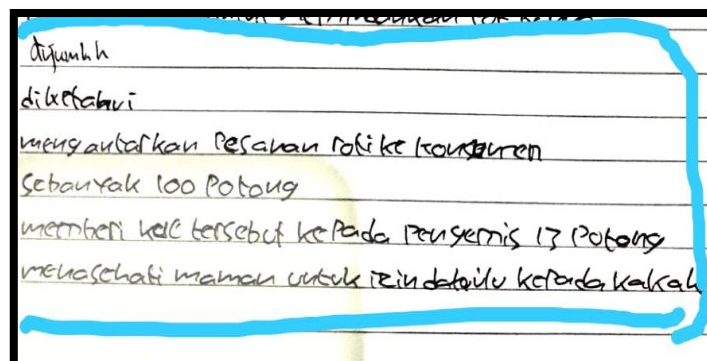 diketahui
mengantarkan Pesanan roti ke konsumen
Sebanyak 100 Potong
memberi kue tersebut kepada pengemis 13 Potong
menasehati maman untuk izin dahulu kepada kakak